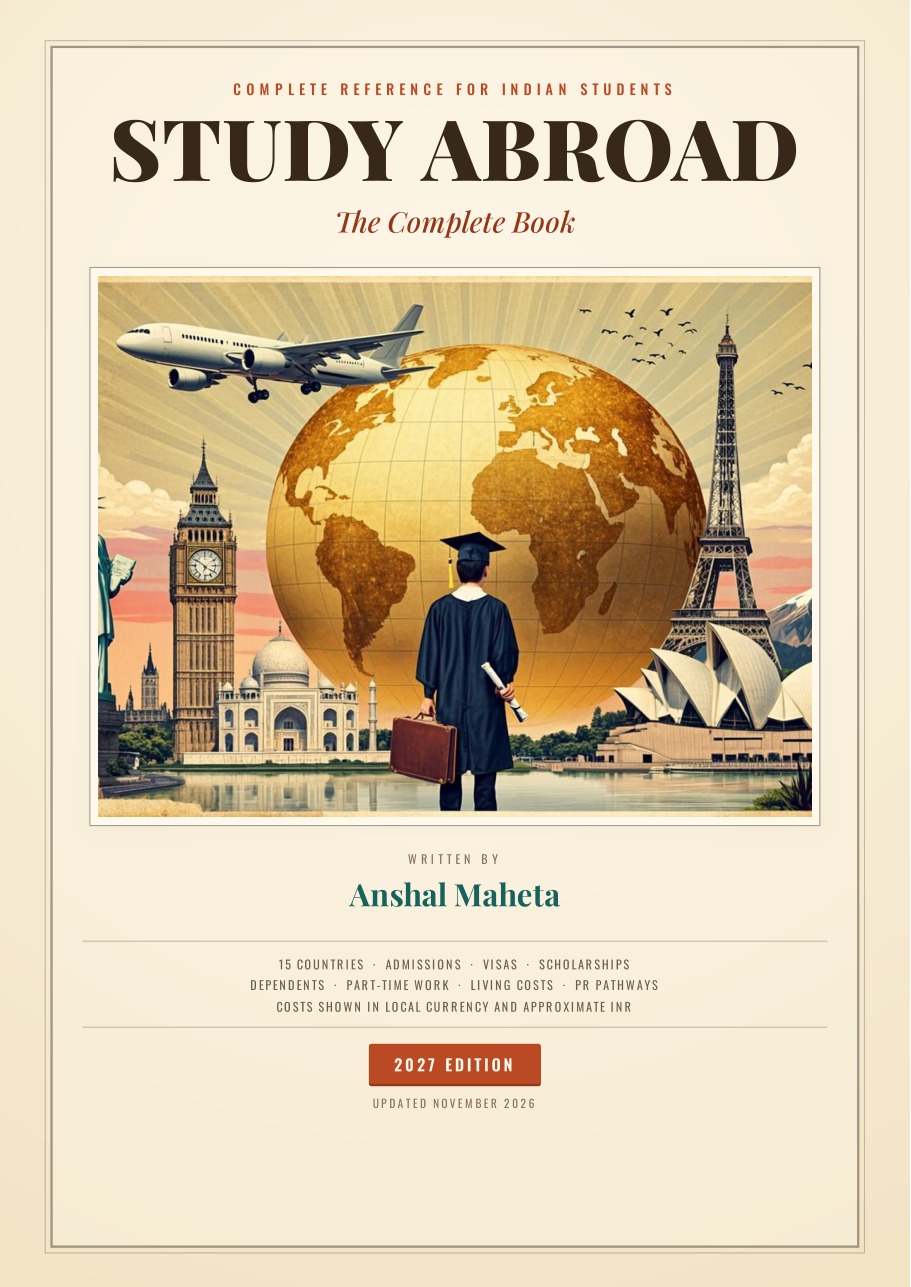 COMPLETE REFERENCE FOR INDIAN STUDENTS
STUDY ABROAD
The Complete Book
WRITTEN BY
Anshal Maheta
15 COUNTRIES · ADMISSIONS · VISAS · SCHOLARSHIPS
DEPENDENTS · PART-TIME WORK · LIVING COSTS · PR PATHWAYS
COSTS SHOWN IN LOCAL CURRENCY AND APPROXIMATE INR
2027 EDITION
UPDATED NOVEMBER 2026